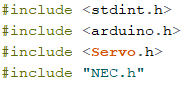 #include <stdint.h>
#include <arduino.h>
#include <Servo.h>
#include "NEC.h"